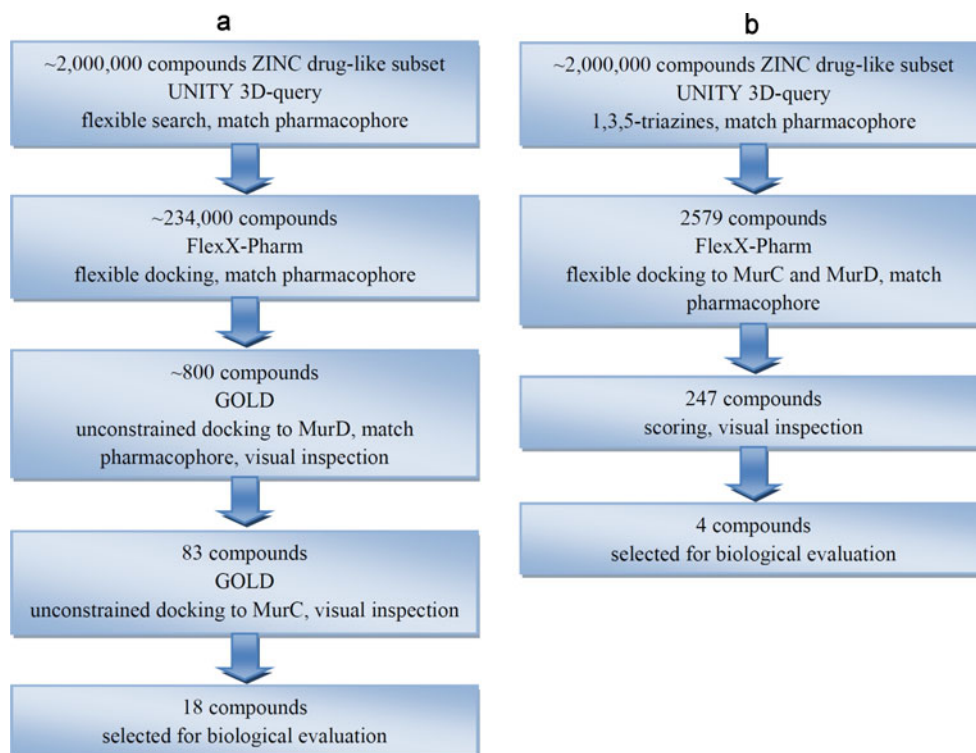 a
~2,000,000 compounds ZINC drug-like subset
UNITY 3D-query
flexible search, match pharmacophore
~234,000 compounds
FlexX-Pharm
flexible docking, match pharmacophore
~800 compounds
GOLD
unconstrained docking to MurD, match
pharmacophore, visual inspection
83 compounds
GOLD
unconstrained docking to MurC, visual inspection
18 compounds
selected for biological evaluation
b
~2,000,000 compounds ZINC drug-like subset
UNITY 3D-query
1,3,5-triazines, match pharmacophore
2579 compounds
FlexX-Pharm
flexible docking to MurC and MurD, match
pharmacophore
247 compounds
scoring, visual inspection
4 compounds
selected for biological evaluation